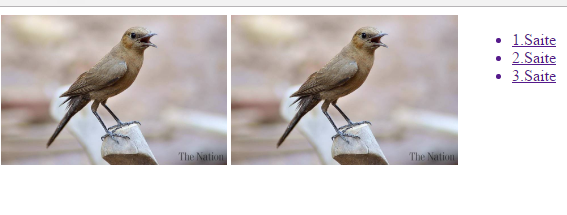 The Nation
The Nation
1.Saite
2.Saite
3.Saite